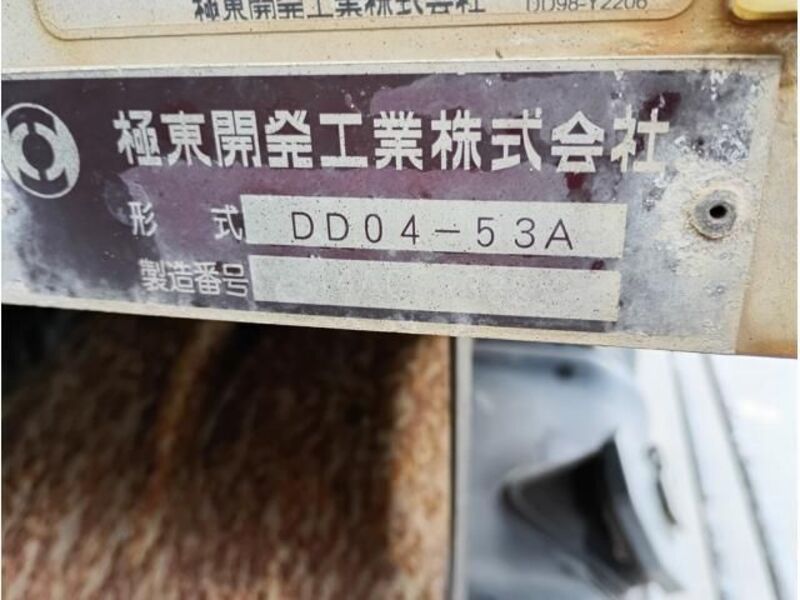 極東開発工業株式会社 DD98-Y2206
極東開発工業株式会社
形 式 DD04-53A
製造番号